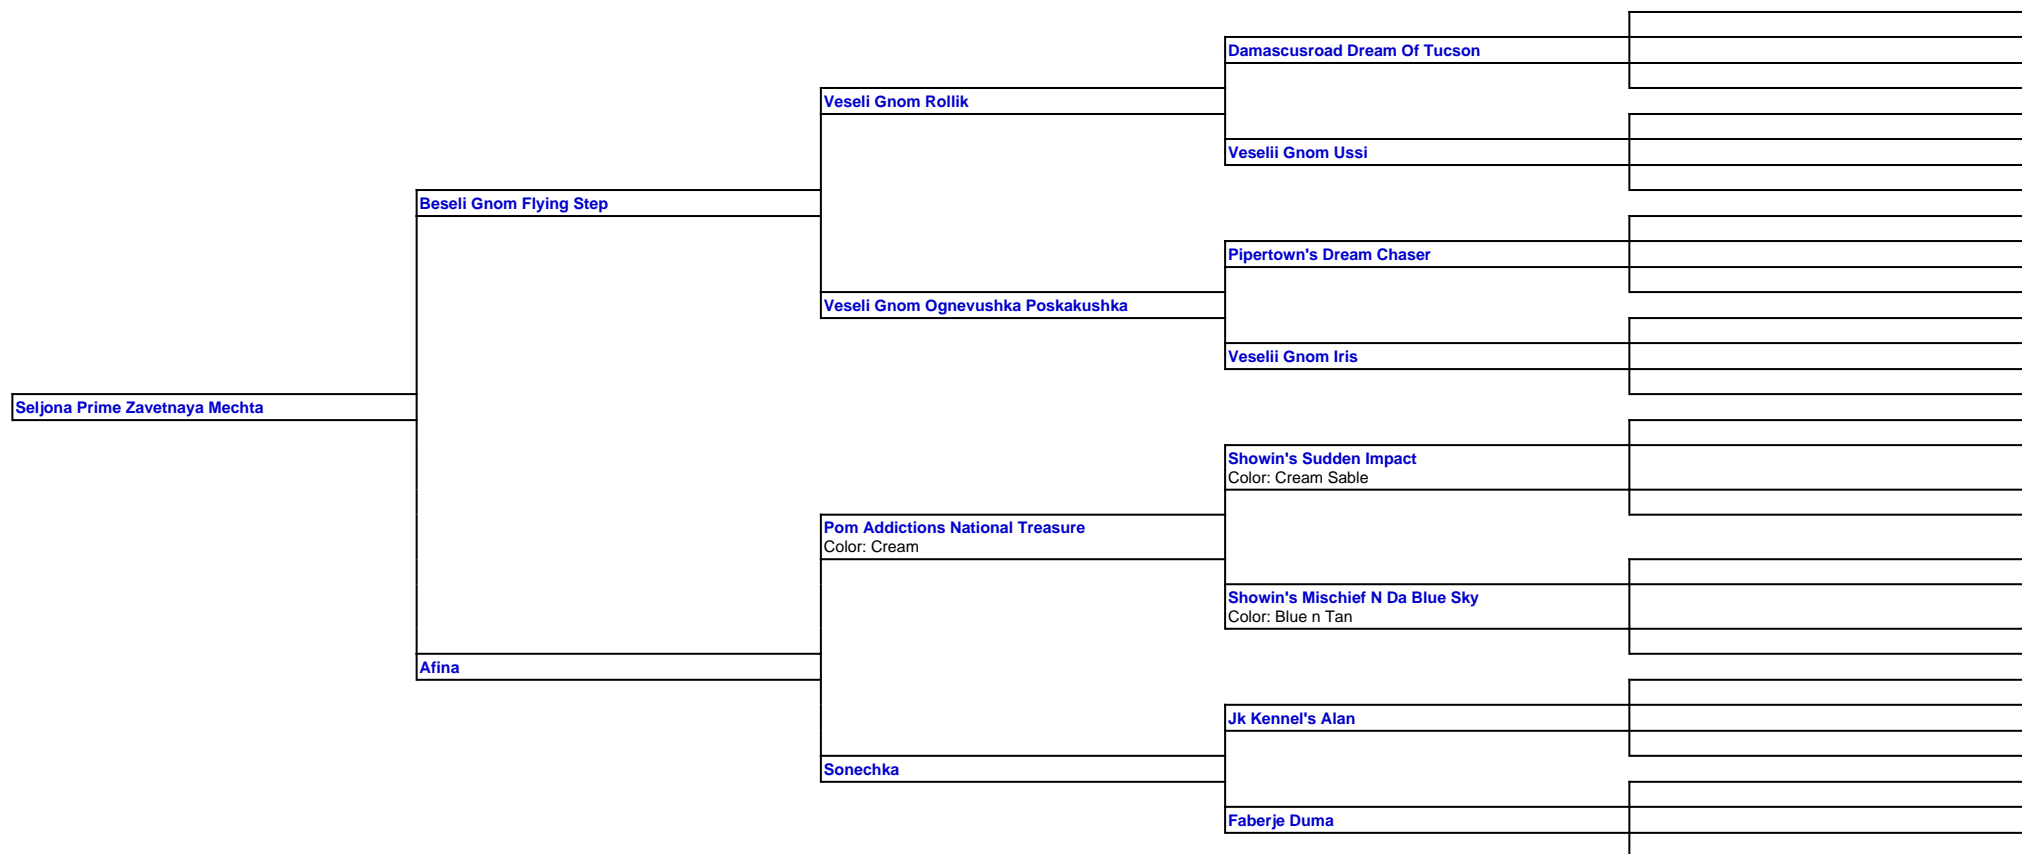 Damascusroad Dream Of Tucson
Veseli Gnom Rollik
Veselii Gnom Ussi
Beseli Gnom Flying Step
Pipertown's Dream Chaser
Veseli Gnom Ognevushka Poskakushka
Veselii Gnom Iris
Seljona Prime Zavetnaya Mechta
Showin's Sudden Impact
Color: Cream Sable
Pom Addictions National Treasure
Color: Cream
Showin's Mischief N Da Blue Sky
Color: Blue n Tan
Afina
Jk Kennel's Alan
Sonechka
Faberje Duma